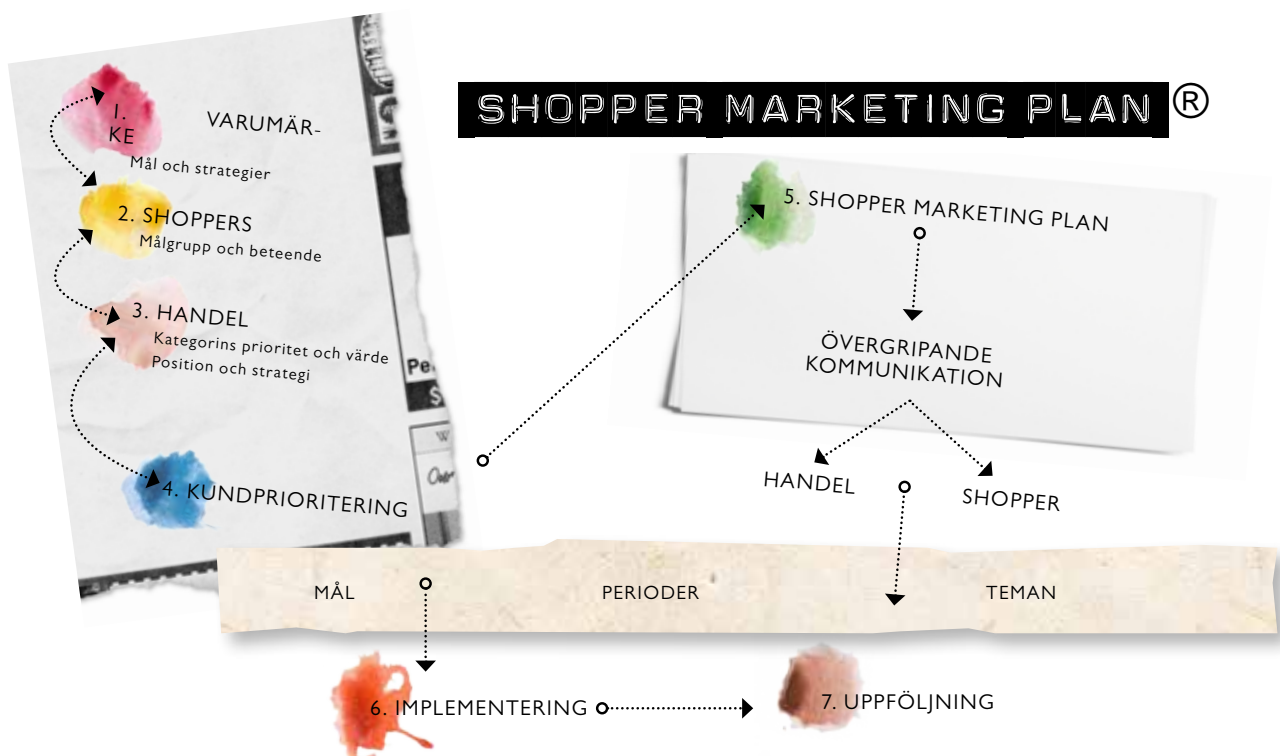 SHOPPER MARKETING PLAN®
1. VARUMÄR-
KE
Mål och strategier
2. SHOPPERS
Målgrupp och beteende
3. HANDEL
Kategorins prioritet och värde
Position och strategi
4. KUNDPRIORITERING
5. SHOPPER MARKETING PLAN
ÖVERGRIPANDE
KOMMUNIKATION
HANDEL
SHOPPER
MÅL
PERIODER
TEMAN
6. IMPLEMENTERING
7. UPPFÖLJNING